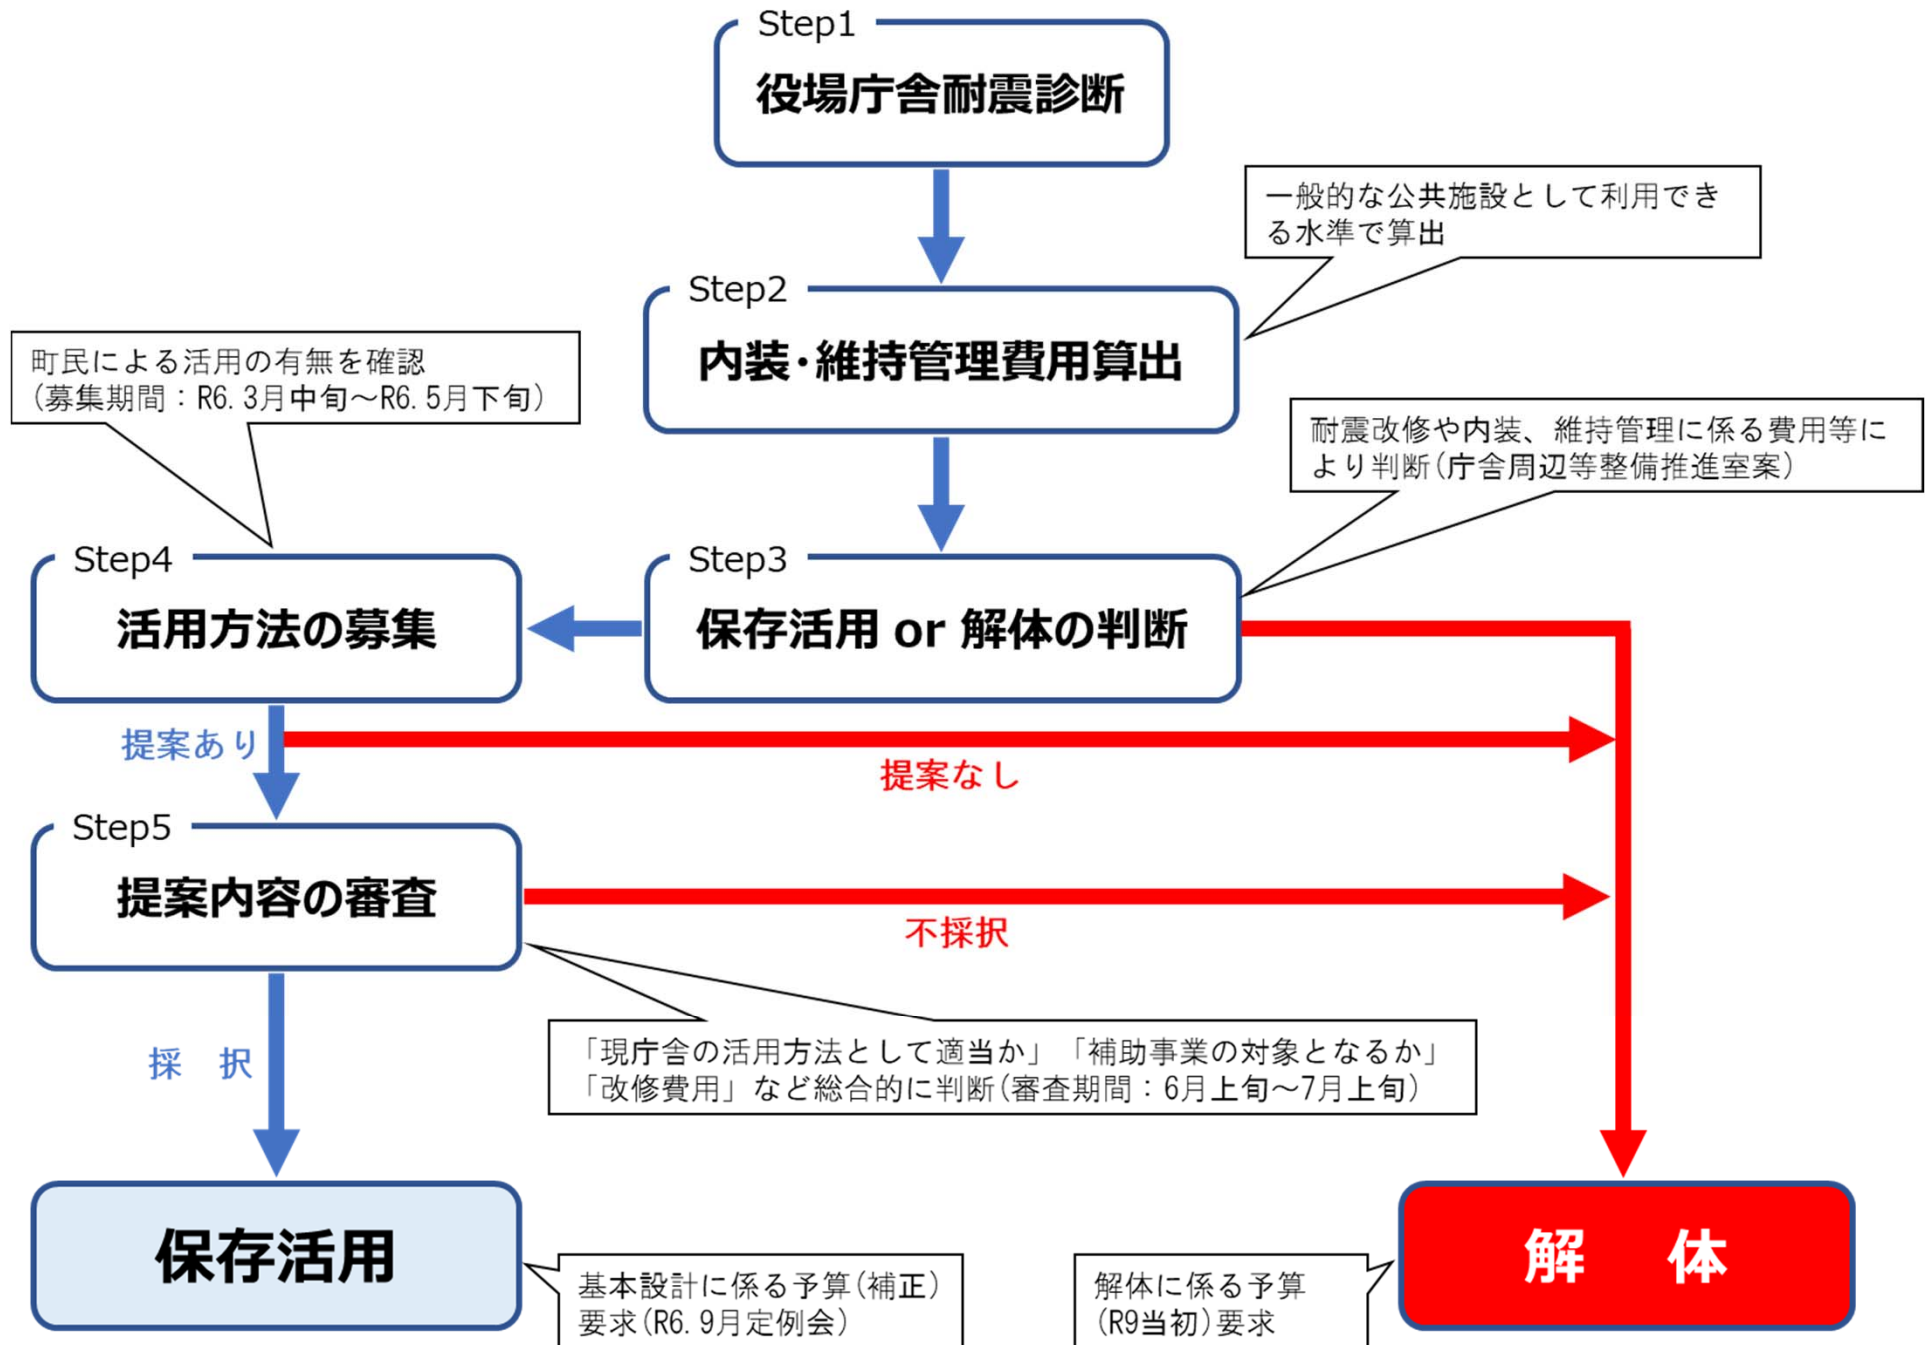 Step1
役場庁舎耐震診断
一般的な公共施設として利用でき
る水準で算出
Step2
内装・維持管理費用算出
町民による活用の有無を確認
(募集期間：R6.3月中旬～R6.5月下旬)
耐震改修や内装、維持管理に係る費用等に
より判断(庁舎周辺等整備推進室案)
Step4
活用方法の募集
Step3
保存活用 or 解体の判断
提案あり
提案なし
Step5
提案内容の審査
不採択
「現庁舎の活用方法として適当か」「補助事業の対象となるか」
「改修費用」など総合的に判断(審査期間：6月上旬～7月上旬)
採　択
保存活用
基本設計に係る予算(補正)
要求(R6.9月定例会)
解体に係る予算
(R9当初)要求
解　体